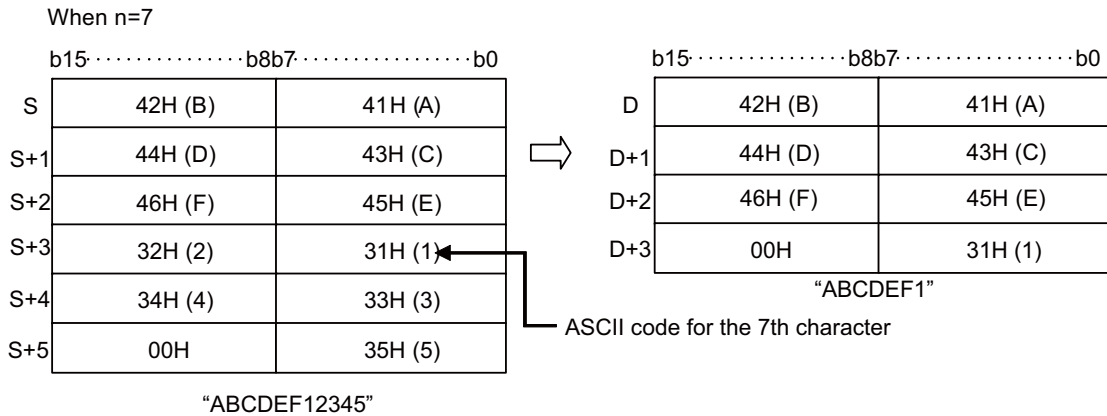 When n=7
b15 · · · · · · · · · · · · · · · b8b7 · · · · · · · · · · · · · · · · · b0
S 42H (B) 41H (A)
S+1 44H (D) 43H (C)
S+2 46H (F) 45H (E)
S+3 32H (2) 31H (1)
S+4 34H (4) 33H (3)
S+5 00H 35H (5)
“ABCDEF12345”
b15 · · · · · · · · · · · · · · · b8b7 · · · · · · · · · · · · · · · · · b0
D 42H (B) 41H (A)
D+1 44H (D) 43H (C)
D+2 46H (F) 45H (E)
D+3 00H 31H (1)
“ABCDEF1”
ASCII code for the 7th character